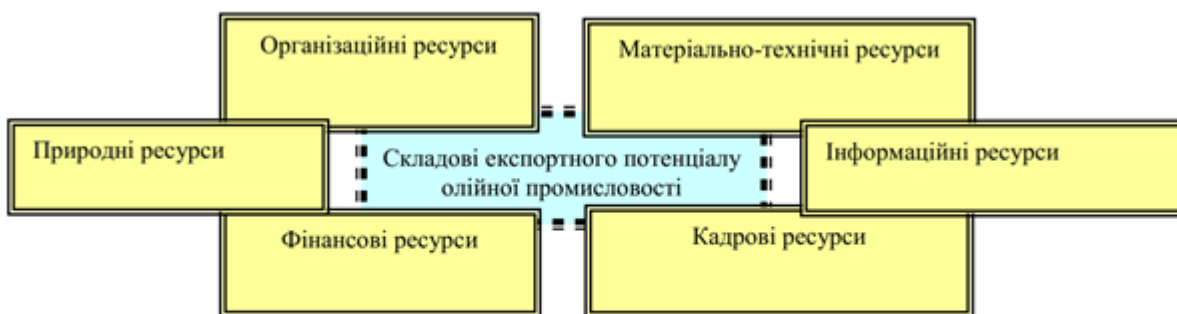 Організаційні ресурси
Матеріально-технічні ресурси
Природні ресурси
Складові експортного потенціалу
олійної промисловості
Інформаційні ресурси
Фінансові ресурси
Кадрові ресурси